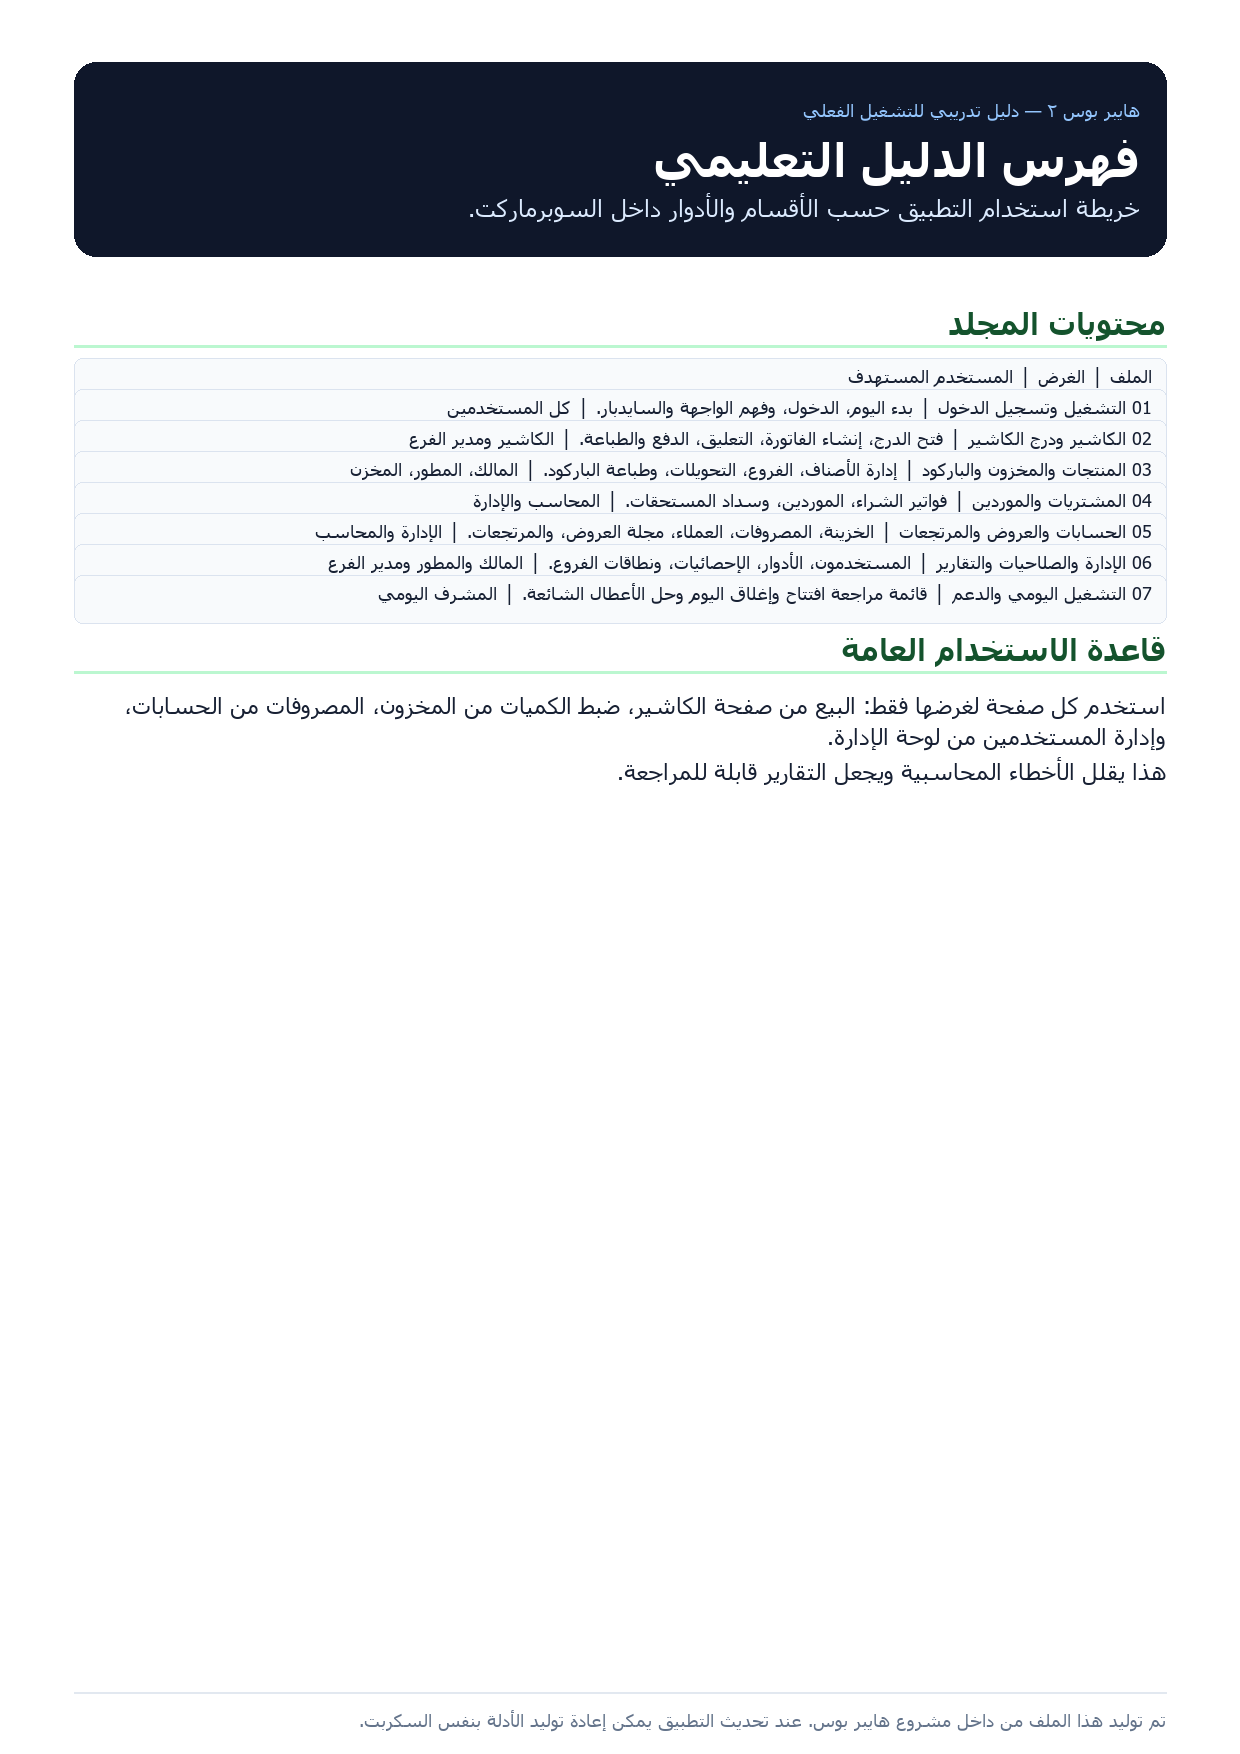 هايبر بوس ٢ — دليل تدريبي للتشغيل الفعلي
فهرس الدليل التعليمي
خريطة استخدام التطبيق حسب الأقسام والأدوار داخل السوبرماركت.
محتويات المجلد
الملف | الغرض | المستخدم المستهدف
01 التشغيل وتسجيل الدخول | بدء اليوم، الدخول، وفهم الواجهة والسايدبار. | كل المستخدمين
02 الكاشير ودرج الكاشير | فتح الدرج، إنشاء الفاتورة، التعليق، الدفع والطباعة. | الكاشير ومدير الفرع
03 المنتجات والمخزون والباركود | إدارة الأصناف، الفروع، التحويلات، وطباعة الباركود. | المالك، المطور، المخزن
04 المشتريات والموردين | فواتير الشراء، الموردين، وسداد المستحقات. | المحاسب والإدارة
05 الحسابات والعروض والمرتجعات | الخزينة، المصروفات، العملاء، مجلة العروض، والمرتجعات. | الإدارة والمحاسب
06 الإدارة والصلاحيات والتقارير | المستخدمون، الأدوار، الإحصائيات، ونطاقات الفروع. | المالك والمطور ومدير الفرع
07 التشغيل اليومي والدعم | قائمة مراجعة افتتاح وإغلاق اليوم وحل الأعطال الشائعة. | المشرف اليومي
قاعدة الاستخدام العامة
استخدم كل صفحة لغرضها فقط: البيع من صفحة الكاشير، ضبط الكميات من المخزون، المصروفات من الحسابات،
وإدارة المستخدمين من لوحة الإدارة.
هذا يقلل الأخطاء المحاسبية ويجعل التقارير قابلة للمراجعة.
تم توليد هذا الملف من داخل مشروع هايبر بوس. عند تحديث التطبيق يمكن إعادة توليد الأدلة بنفس السكربت.